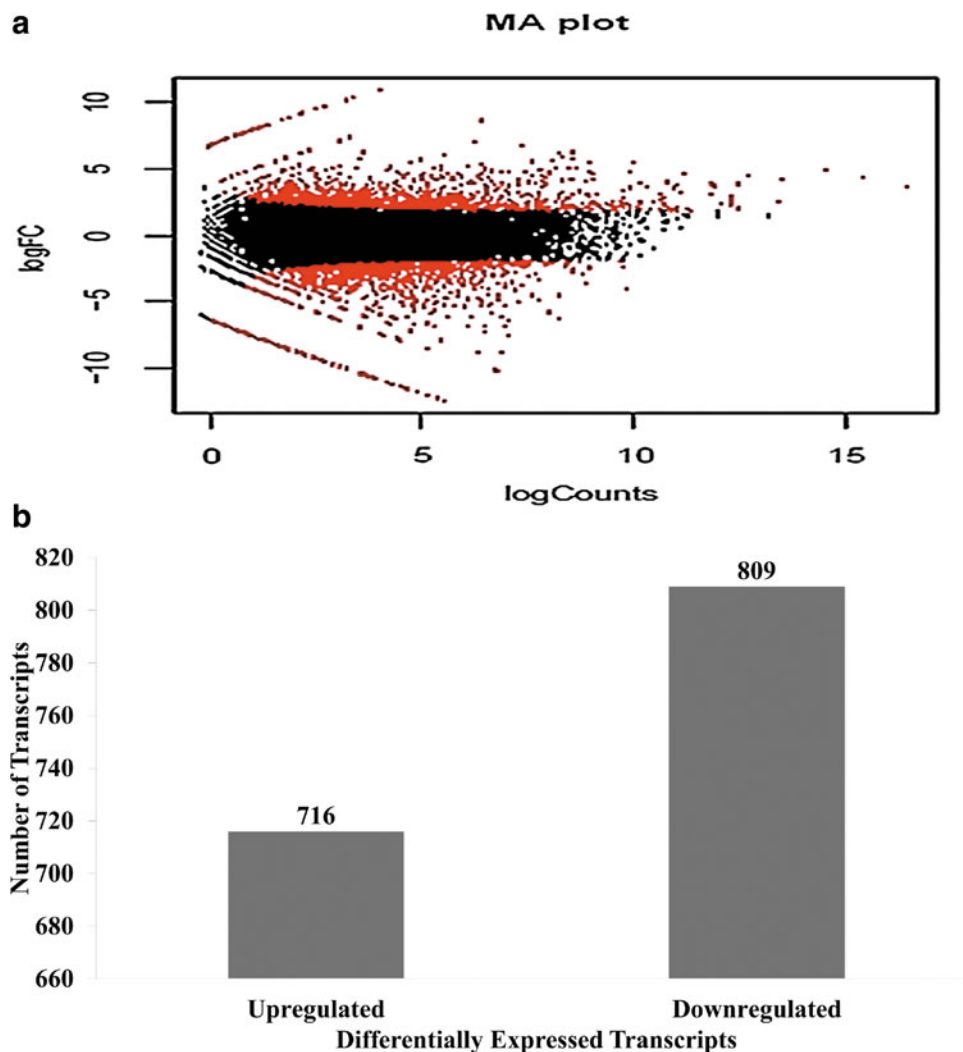 a
MA plot
10
5
0
-5
-10
logFC
0 5 10 15
logCounts
b
820
800
780
760
740
720
700
680
660
Number of Transcripts
716
809
Upregulated Downregulated
Differentially Expressed Transcripts